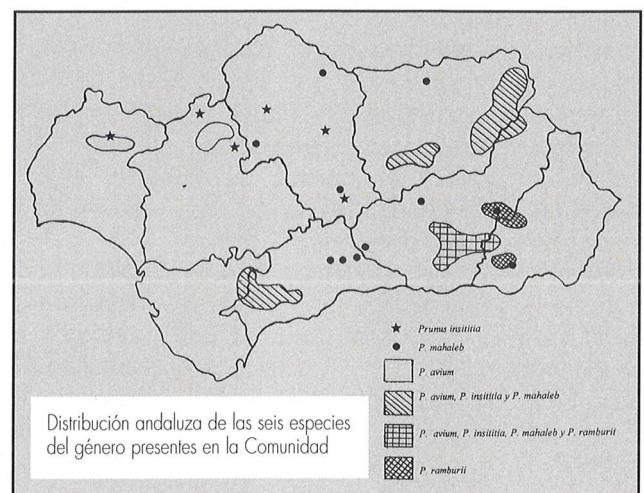 Prunus insititia
P. mahaleb
P. avium
P. avium, P. insititia y P. mahaleb
P. avium, P. insititia, P. mahaleb y P. ramburii
P. ramburii
Distribución andaluza de las seis especies
del género presentes en la Comunidad